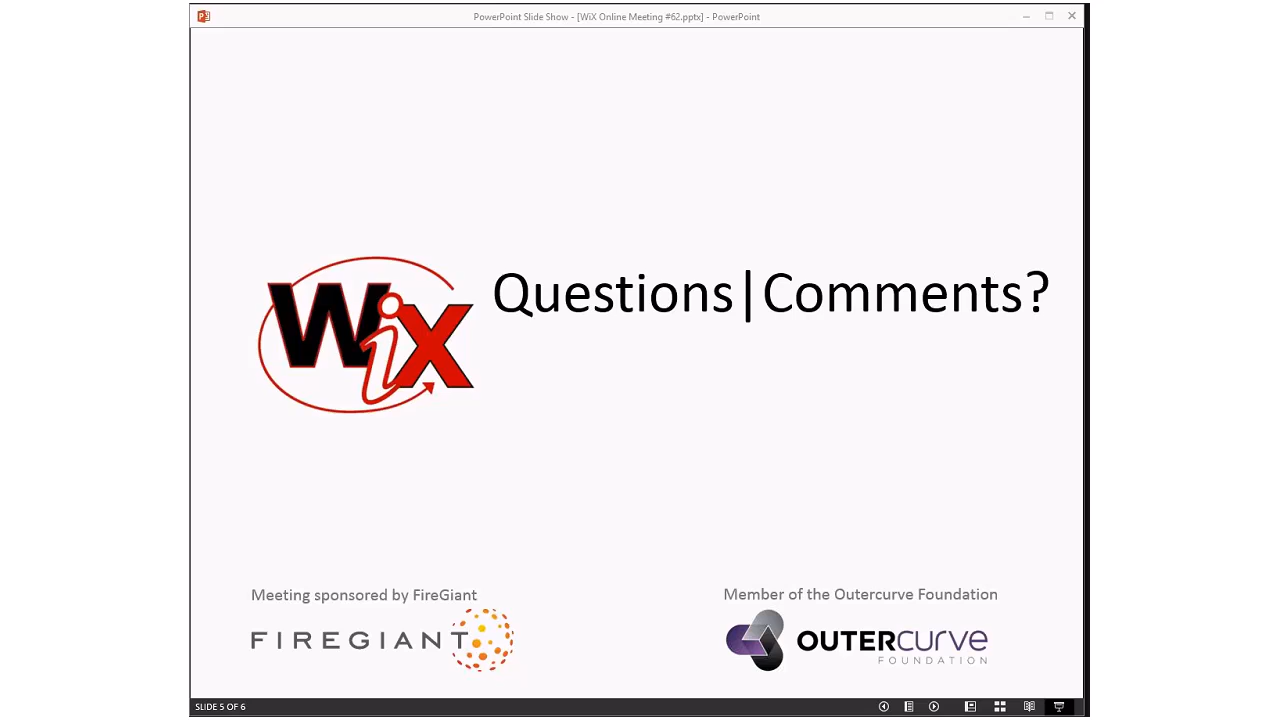 PowerPoint Slide Show - [WiX Online Meeting #62.pptx] - PowerPoint
WiX
Questions|Comments?
Meeting sponsored by FireGiant
FIREGIANT
Member of the Outercurve Foundation
OUTERCURVE
FOUNDATION
SLIDE 5 OF 6